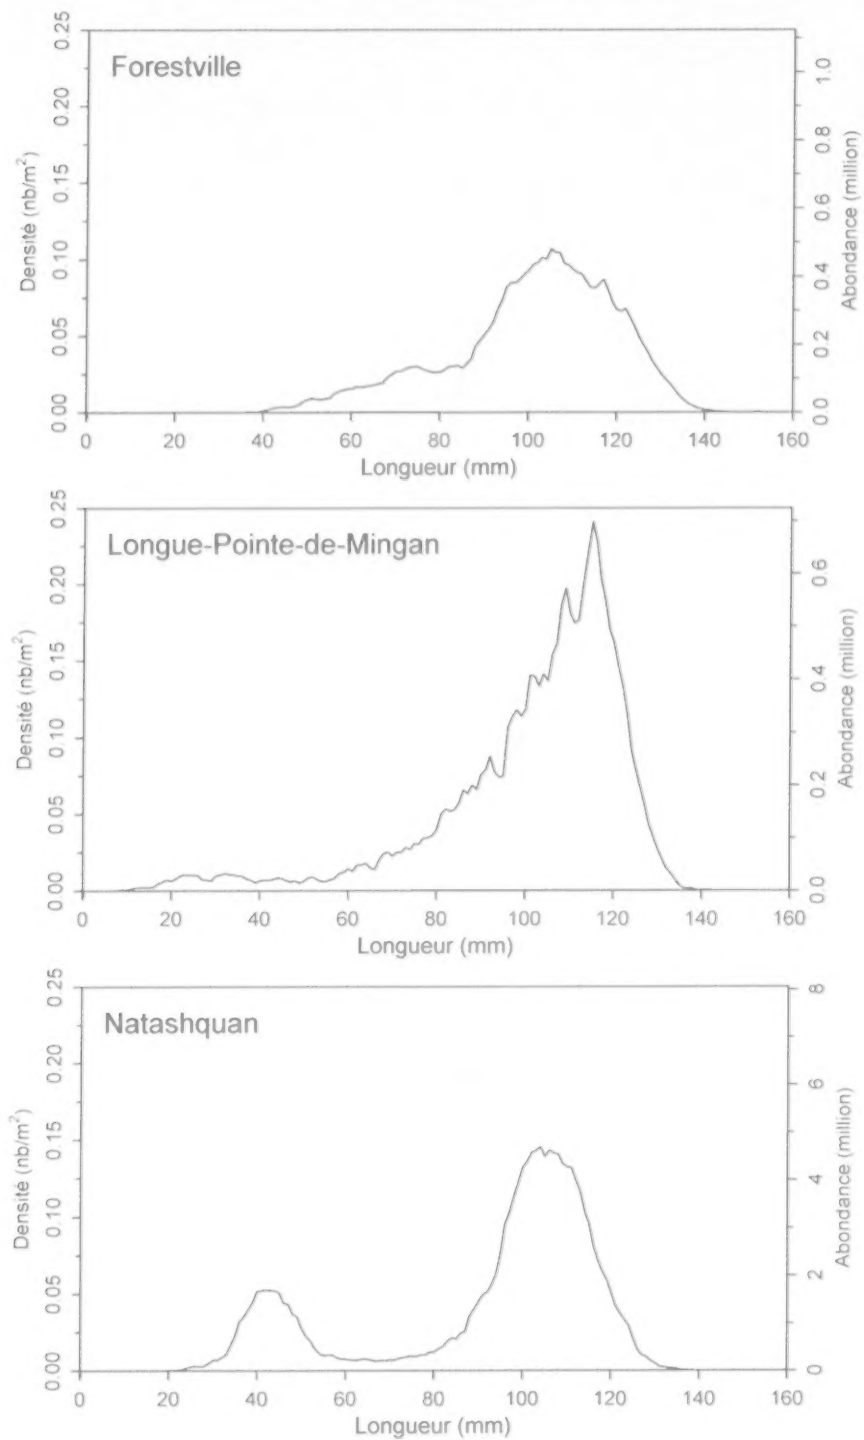 Forestville
Densité (nb/m²)
0.25
0.20
0.15
0.10
0.05
0.00
Abondance (million)
1.0
0.8
0.6
0.4
0.2
0.0
0 20 40 60 80 100 120 140 160
Longueur (mm)
Longue-Pointe-de-Mingan
Densité (nb/m²)
0.25
0.20
0.15
0.10
0.05
0.00
Abondance (million)
0.6
0.4
0.2
0.0
0 20 40 60 80 100 120 140 160
Longueur (mm)
Natashquan
Densité (nb/m²)
0.25
0.20
0.15
0.10
0.05
0.00
Abondance (million)
8
6
4
2
0
0 20 40 60 80 100 120 140 160
Longueur (mm)